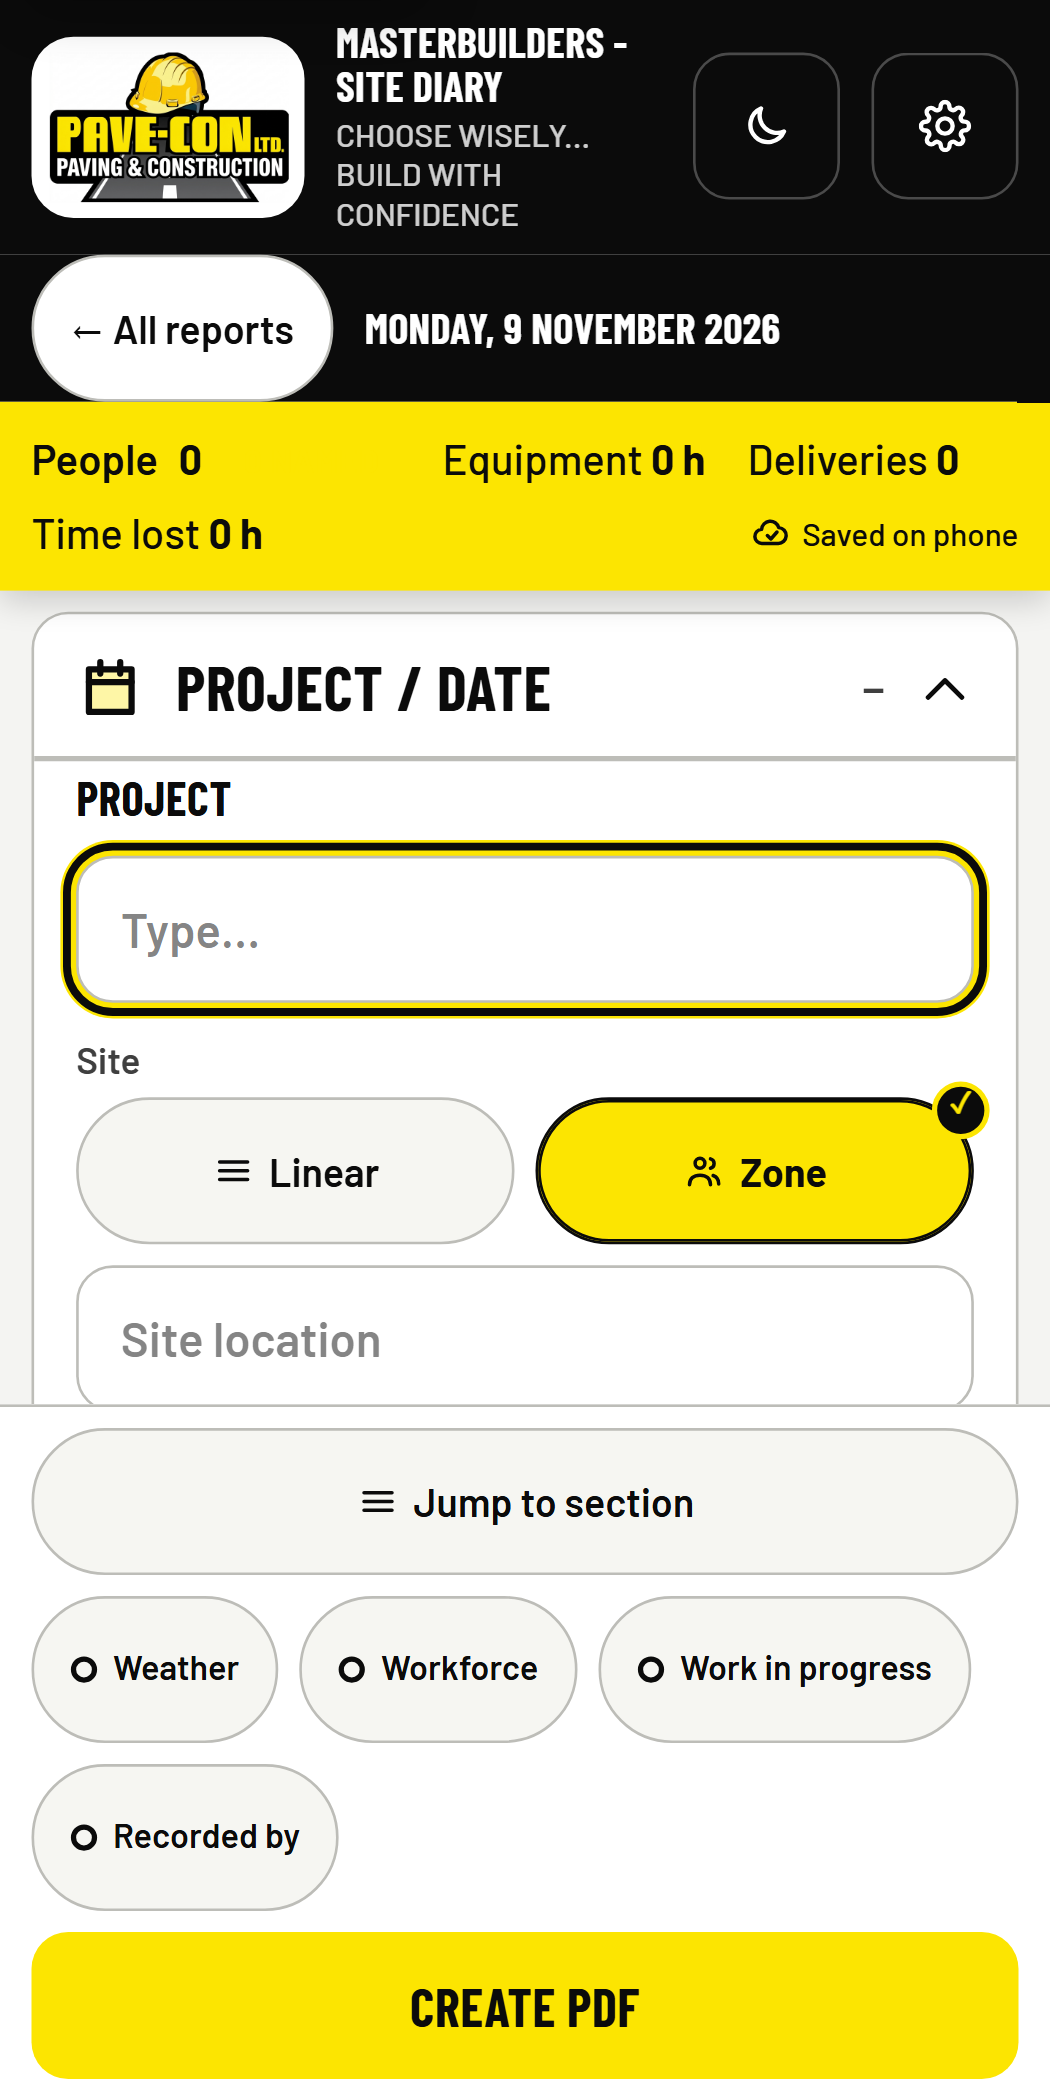 PAVE-CON LTD.
PAVING & CONSTRUCTION
MASTERBUILDERS -
SITE DIARY
CHOOSE WISELY...
BUILD WITH
CONFIDENCE
← All reports
MONDAY, 9 NOVEMBER 2026
People 0 Equipment 0 h Deliveries 0
Time lost 0 h Saved on phone
PROJECT / DATE –
PROJECT
Type...
Site
Linear Zone
Site location
Jump to section
Weather Workforce Work in progress
Recorded by
CREATE PDF